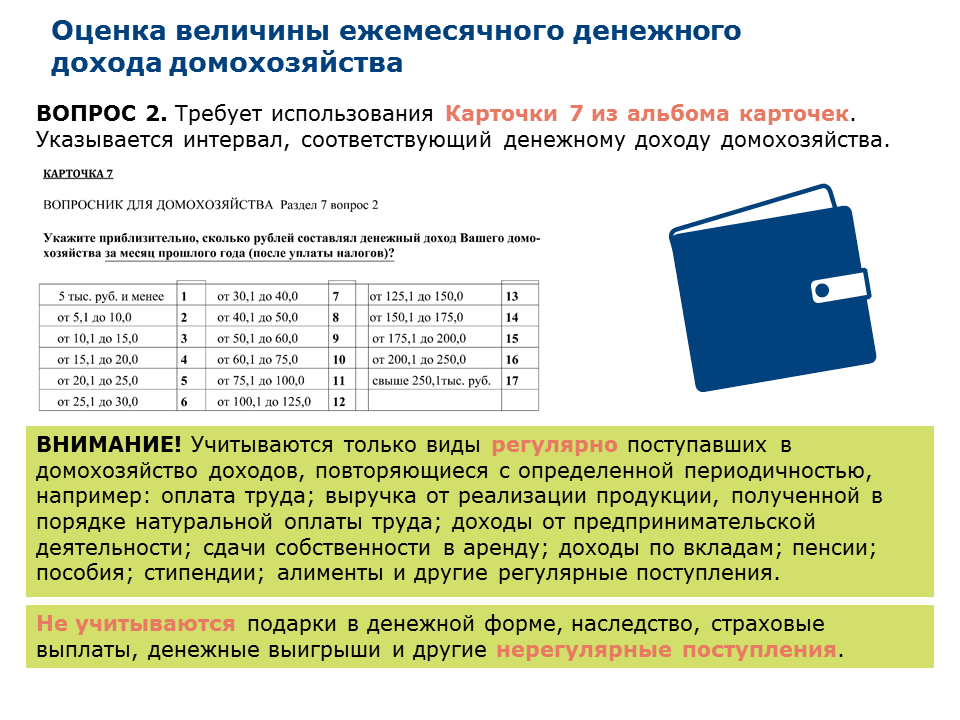 Оценка величины ежемесячного денежного
дохода домохозяйства
ВОПРОС 2. Требует использования Карточки 7 из альбома карточек.
Указывается интервал, соответствующий денежному доходу домохозяйства.
КАРТОЧКА 7
ВОПРОСНИК ДЛЯ ДОМОХОЗЯЙСТВА Раздел 7 вопрос 2
Укажите приблизительно, сколько рублей составлял денежный доход Вашего домо-
хозяйства за месяц прошлого года (после уплаты налогов)?
5 тыс. руб. и менее 1 от 30,1 до 40,0 7 от 125,1 до 150,0 13
от 5,1 до 10,0 2 от 40,1 до 50,0 8 от 150,1 до 175,0 14
от 10,1 до 15,0 3 от 50,1 до 60,0 9 от 175,1 до 200,0 15
от 15,1 до 20,0 4 от 60,1 до 75,0 10 от 200,1 до 250,0 16
от 20,1 до 25,0 5 от 75,1 до 100,0 11 свыше 250,1тыс. руб. 17
от 25,1 до 30,0 6 от 100,1 до 125,0 12
ВНИМАНИЕ! Учитываются только виды регулярно поступавших в
домохозяйство доходов, повторяющиеся с определенной периодичностью,
например: оплата труда; выручка от реализации продукции, полученной в
порядке натуральной оплаты труда; доходы от предпринимательской
деятельности; сдачи собственности в аренду; доходы по вкладам; пенсии;
пособия; стипендии; алименты и другие регулярные поступления.
Не учитываются подарки в денежной форме, наследство, страховые
выплаты, денежные выигрыши и другие нерегулярные поступления.